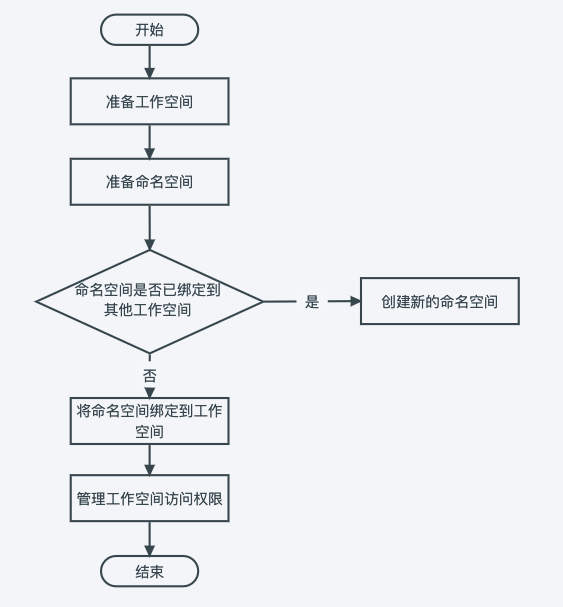 开始
准备工作空间
准备命名空间
命名空间是否已绑定到
其他工作空间
是
创建新的命名空间
否
将命名空间绑定到工作
空间
管理工作空间访问权限
结束